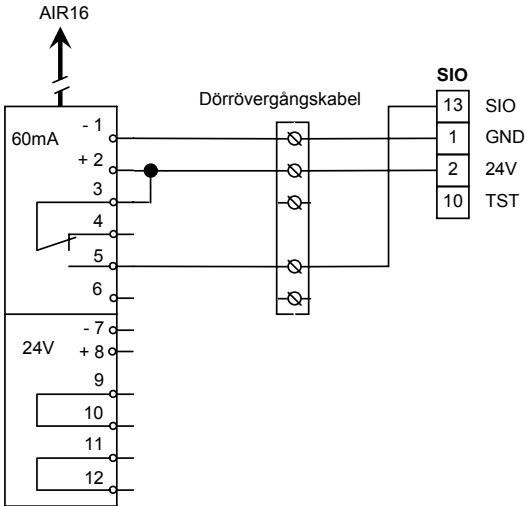 AIR16
SIO
Dörrövergångskabel
13 SIO
1 GND
2 24V
10 TST
60mA
- 1
+ 2
3
4
5
6
24V
- 7
+ 8
9
10
11
12